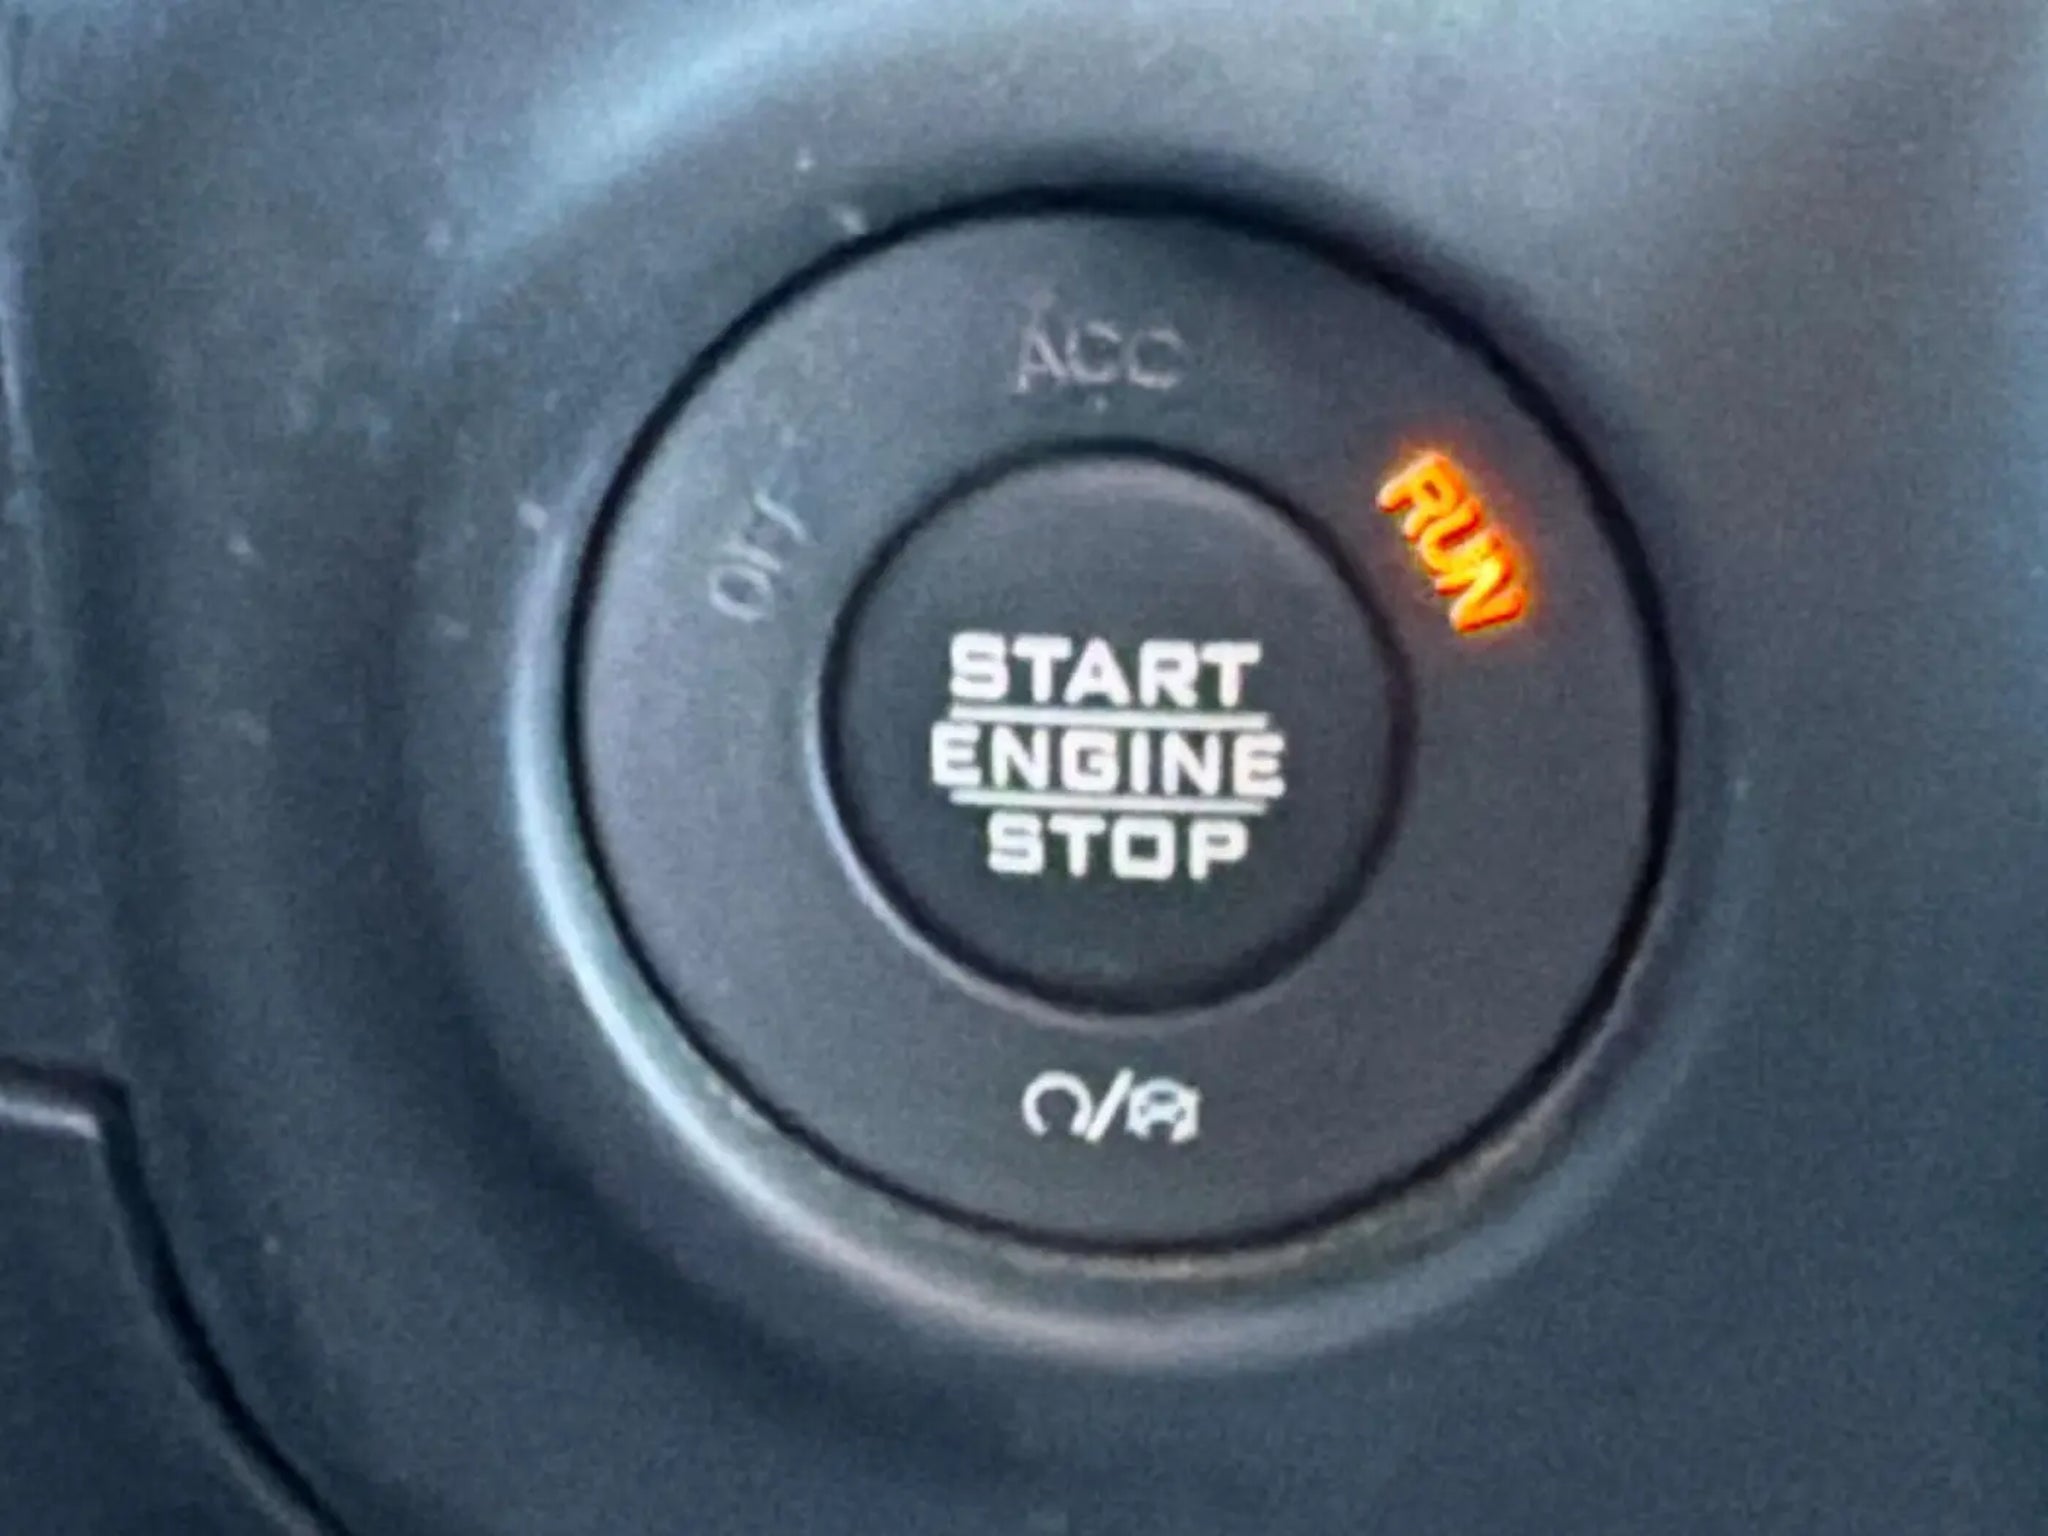 ACC
OFF
RUN
START
ENGINE
STOP